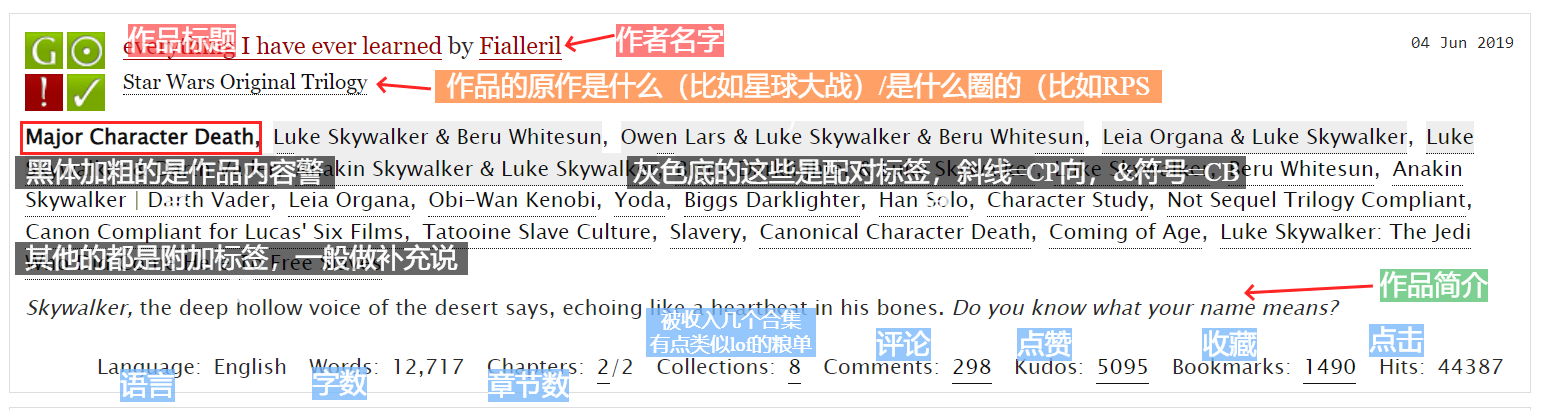 作品标题
everything I have ever learned by Fialleril
作者名字
04 Jun 2019
Star Wars Original Trilogy
作品的原作是什么（比如星球大战）/是什么圈的（比如RPS
Major Character Death, Luke Skywalker & Beru Whitesun, Owen Lars & Luke Skywalker & Beru Whitesun, Leia Organa & Luke Skywalker, Luke
Anakin Skywalker & Luke Skywalker, Beru Whitesun, Anakin
黑体加粗的是作品内容警
灰色底的这些是配对标签，斜线=CP向，&符号=CB
Skywalker | Darth Vader, Leia Organa, Obi-Wan Kenobi, Yoda, Biggs Darklighter, Han Solo, Character Study, Not Sequel Trilogy Compliant,
Canon Compliant for Lucas' Six Films, Tatooine Slave Culture, Slavery, Canonical Character Death, Coming of Age, Luke Skywalker: The Jedi
其他的都是附加标签，一般做补充说
作品简介
Skywalker, the deep hollow voice of the desert says, echoing like a heartbeat in his bones. Do you know what your name means?
被收入几个合集
有点类似lof的粮单
评论
点赞
收藏
点击
Language: English Words: 12,717 Chapters: 2/2 Collections: 8 Comments: 298 Kudos: 5095 Bookmarks: 1490 Hits: 44387
语言
字数
章节数